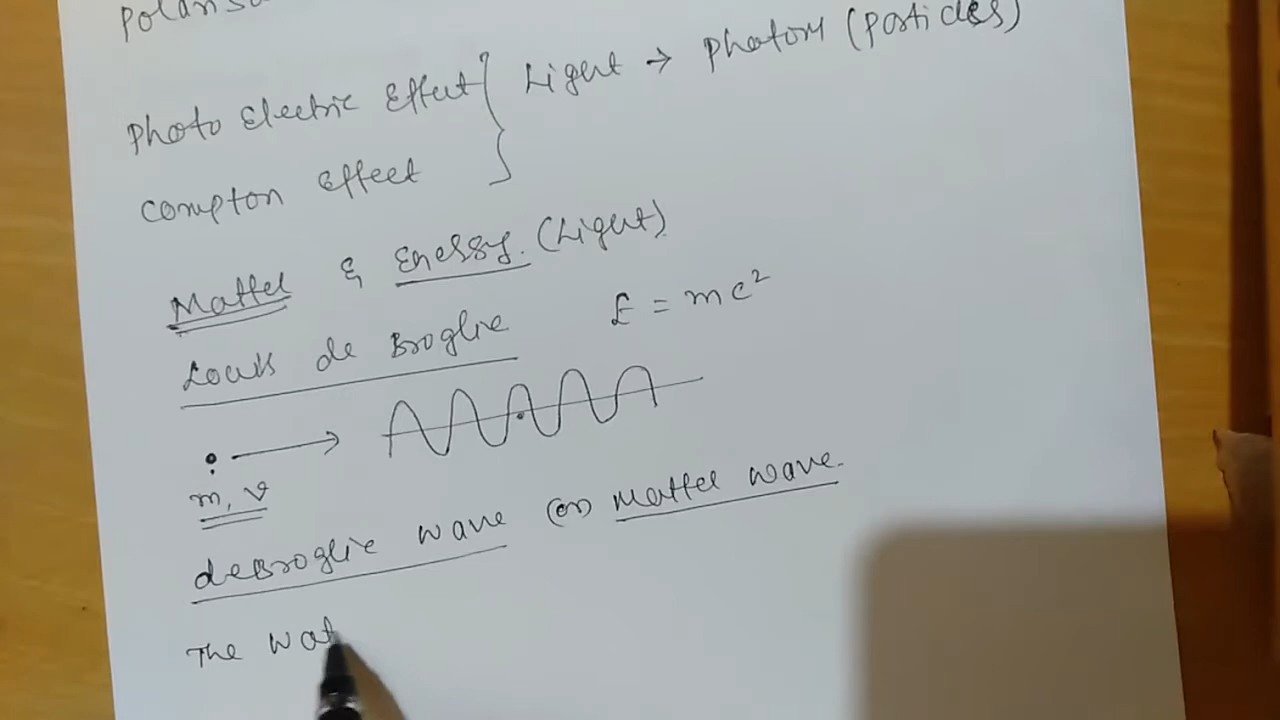 Photo Electric Effect } Light → Photon (Particles)
Compton Effect
Matter & Energy. (Light)
Louis de Broglie E = mc²
m, v
deBroglie wave (or) matter wave.
The wa